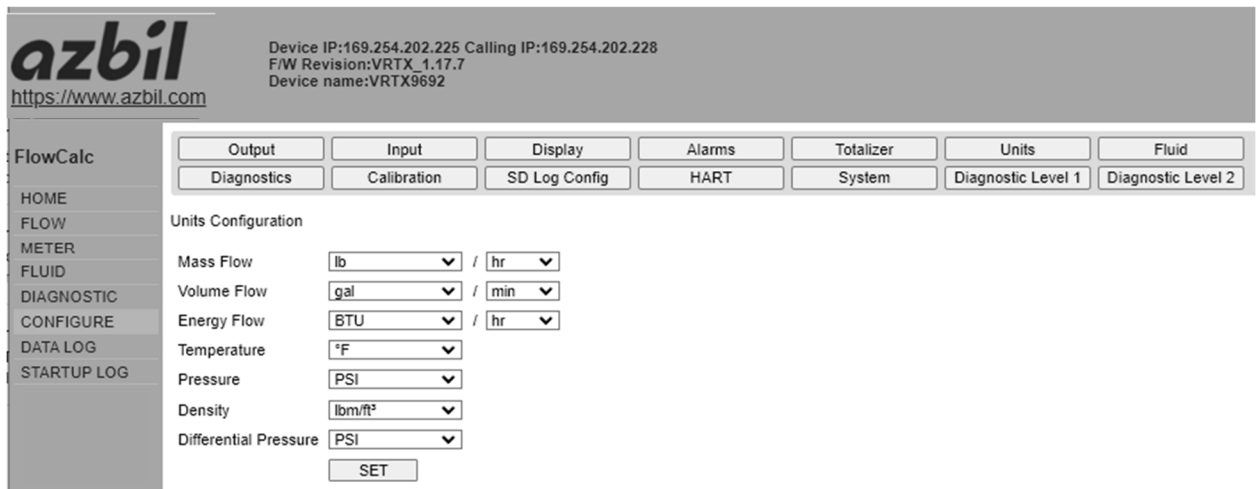 azbil
https://www.azbil.com
Device IP:169.254.202.225 Calling IP:169.254.202.228
F/W Revision:VRTX_1.17.7
Device name:VRTX9692
FlowCalc
HOME
FLOW
METER
FLUID
DIAGNOSTIC
CONFIGURE
DATA LOG
STARTUP LOG
Output Input Display Alarms Totalizer Units Fluid
Diagnostics Calibration SD Log Config HART System Diagnostic Level 1 Diagnostic Level 2
Units Configuration
Mass Flow lb / hr
Volume Flow gal / min
Energy Flow BTU / hr
Temperature °F
Pressure PSI
Density lbm/ft³
Differential Pressure PSI
SET